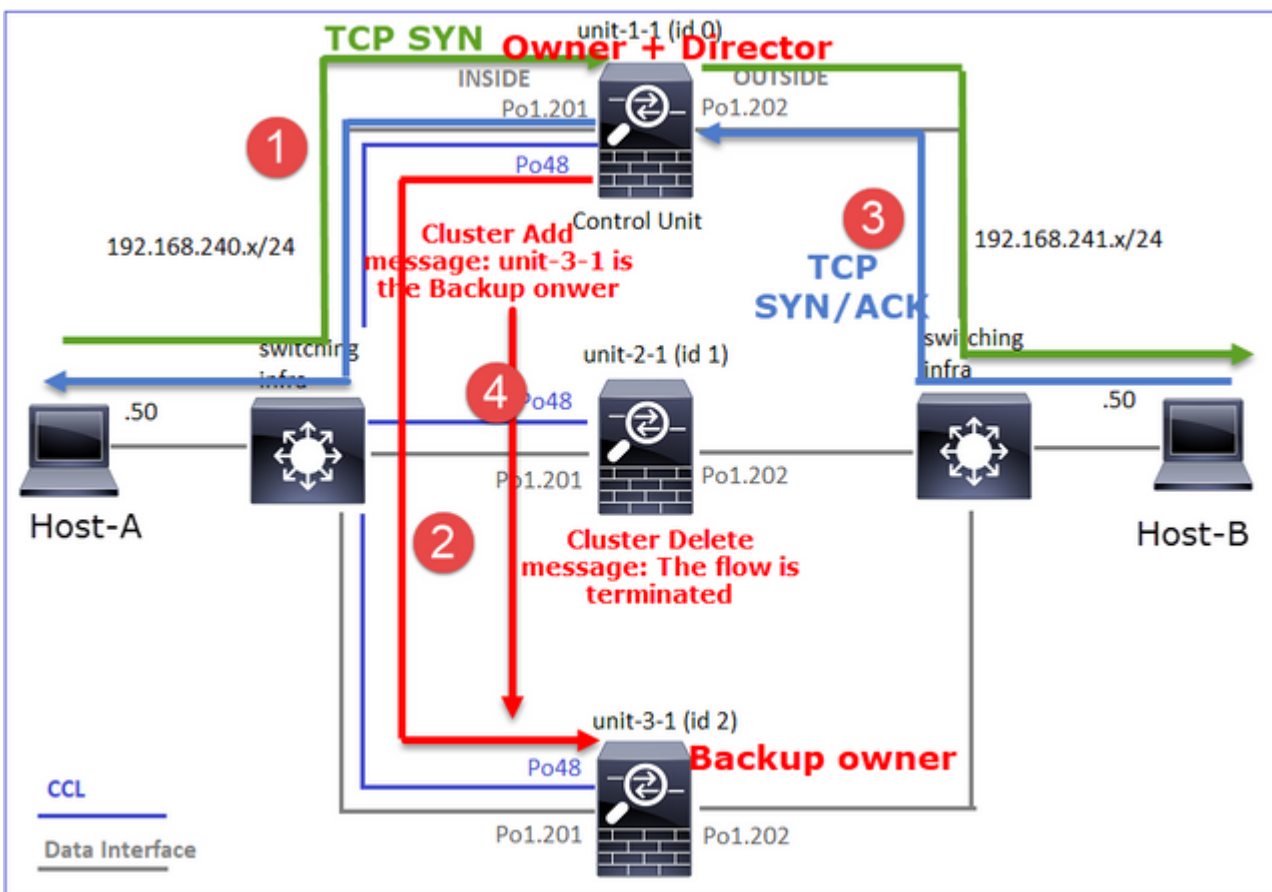 unit-1-1 (id 0)
TCP SYN
Owner + Director
INSIDE
OUTSIDE
Po1.201
Po1.202
1
Po48
3
Control Unit
192.168.240.x/24
192.168.241.x/24
Cluster Add
message: unit-3-1 is
the Backup onwer
TCP
SYN/ACK
switching
infra
switching
infra
unit-2-1 (id 1)
4
Po48
.50
.50
Po1.201
Po1.202
Host-A
Host-B
2
Cluster Delete
message: The flow is
terminated
unit-3-1 (id 2)
Backup owner
Po48
CCL
Po1.201
Po1.202
Data Interface